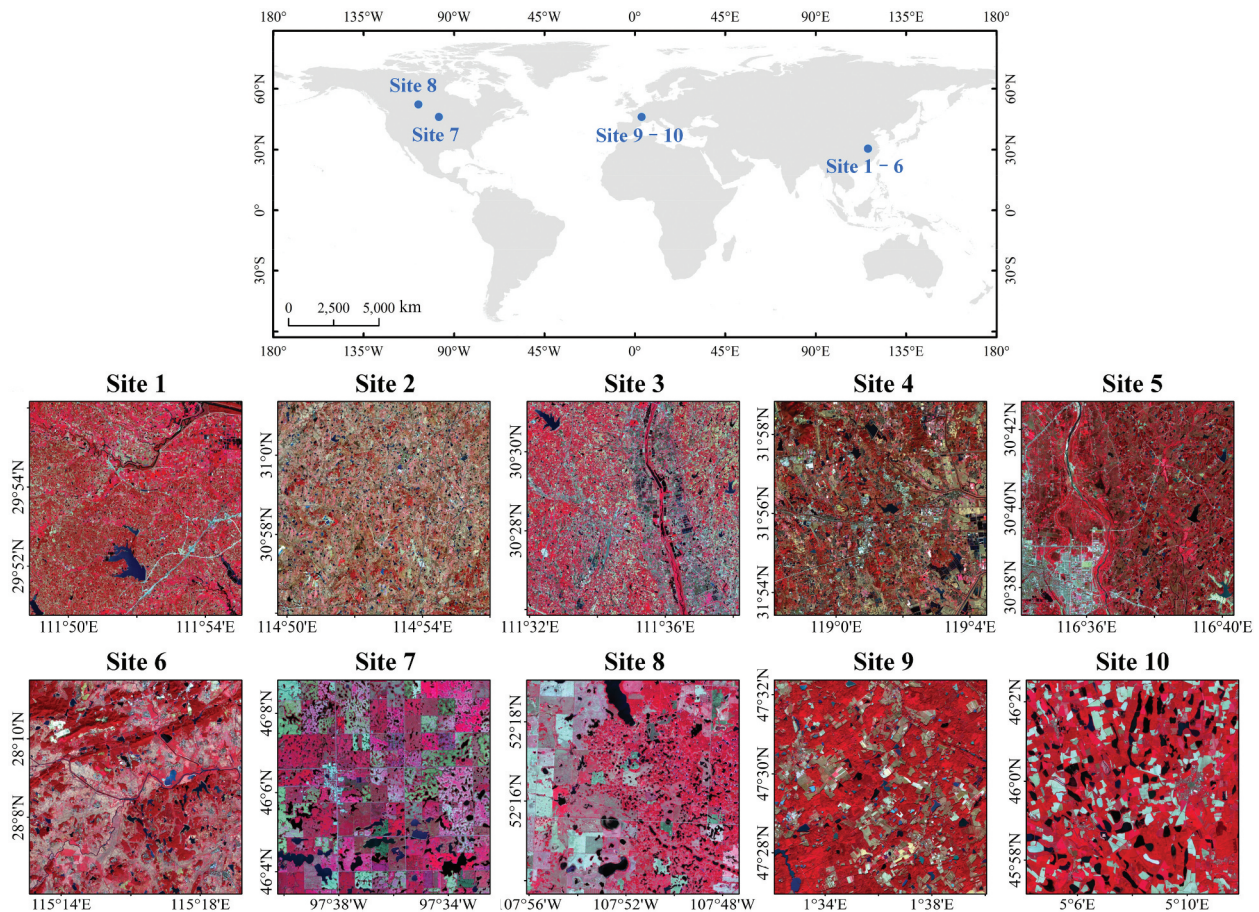 180° 135°W 90°W 45°W 0° 45°E 90°E 135°E 180°
60°N 60°N
Site 8
Site 7
Site 9 – 10
30°N 30°N
Site 1 – 6
0° 0°
30°S 30°S
0 2,500 5,000 km
180° 135°W 90°W 45°W 0° 45°E 90°E 135°E 180°
Site 1 Site 2 Site 3 Site 4 Site 5
29°54'N 29°52'N
31°0'N 30°58'N
30°30'N 30°28'N
31°58'N 31°56'N 31°54'N
30°42'N 30°40'N 30°38'N
111°50'E 111°54'E 114°50'E 114°54'E 111°32'E 111°36'E 119°0'E 119°4'E 116°36'E 116°40'E
Site 6 Site 7 Site 8 Site 9 Site 10
28°10'N 28°8'N
46°8'N 46°6'N 46°4'N
52°18'N 52°16'N
47°32'N 47°30'N 47°28'N
46°2'N 46°0'N 45°58'N
115°14'E 115°18'E 97°38'W 97°34'W 107°56'W 107°52'W 107°48'W 1°34'E 1°38'E 5°6'E 5°10'E